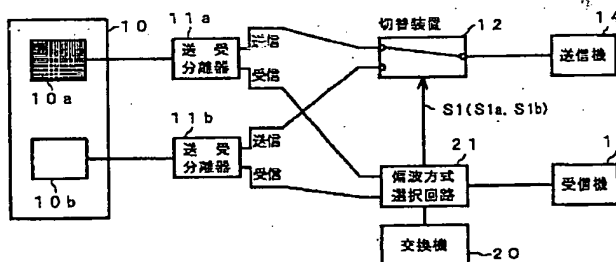 10
11a
切替装置
12
14
送受
分離器
送信
受信
送信機
10a
11b
S1(S1a、S1b)
送受
分離器
送信
受信
21
偏波方式
選択回路
1
受信機
10b
交換機
20